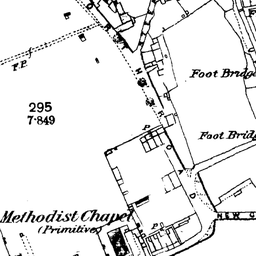 F.P.
Foot Bridge
295
7·849
P.
Foot Bridg
Methodist Chapel
(Primitive)
P.
NEW